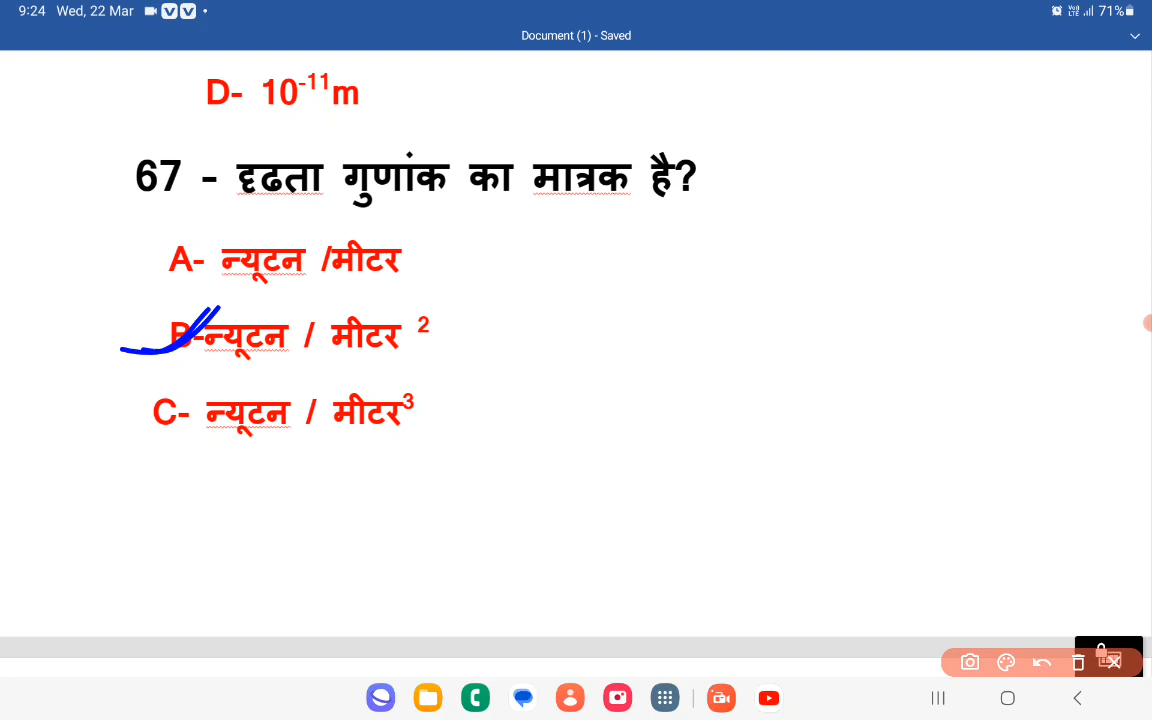 9:24 Wed, 22 Mar 71%
Document (1) - Saved
D- 10⁻¹¹m
67 - दृढता गुणांक का मात्रक है?
A- न्यूटन /मीटर
B-न्यूटन / मीटर ²
C- न्यूटन / मीटर³